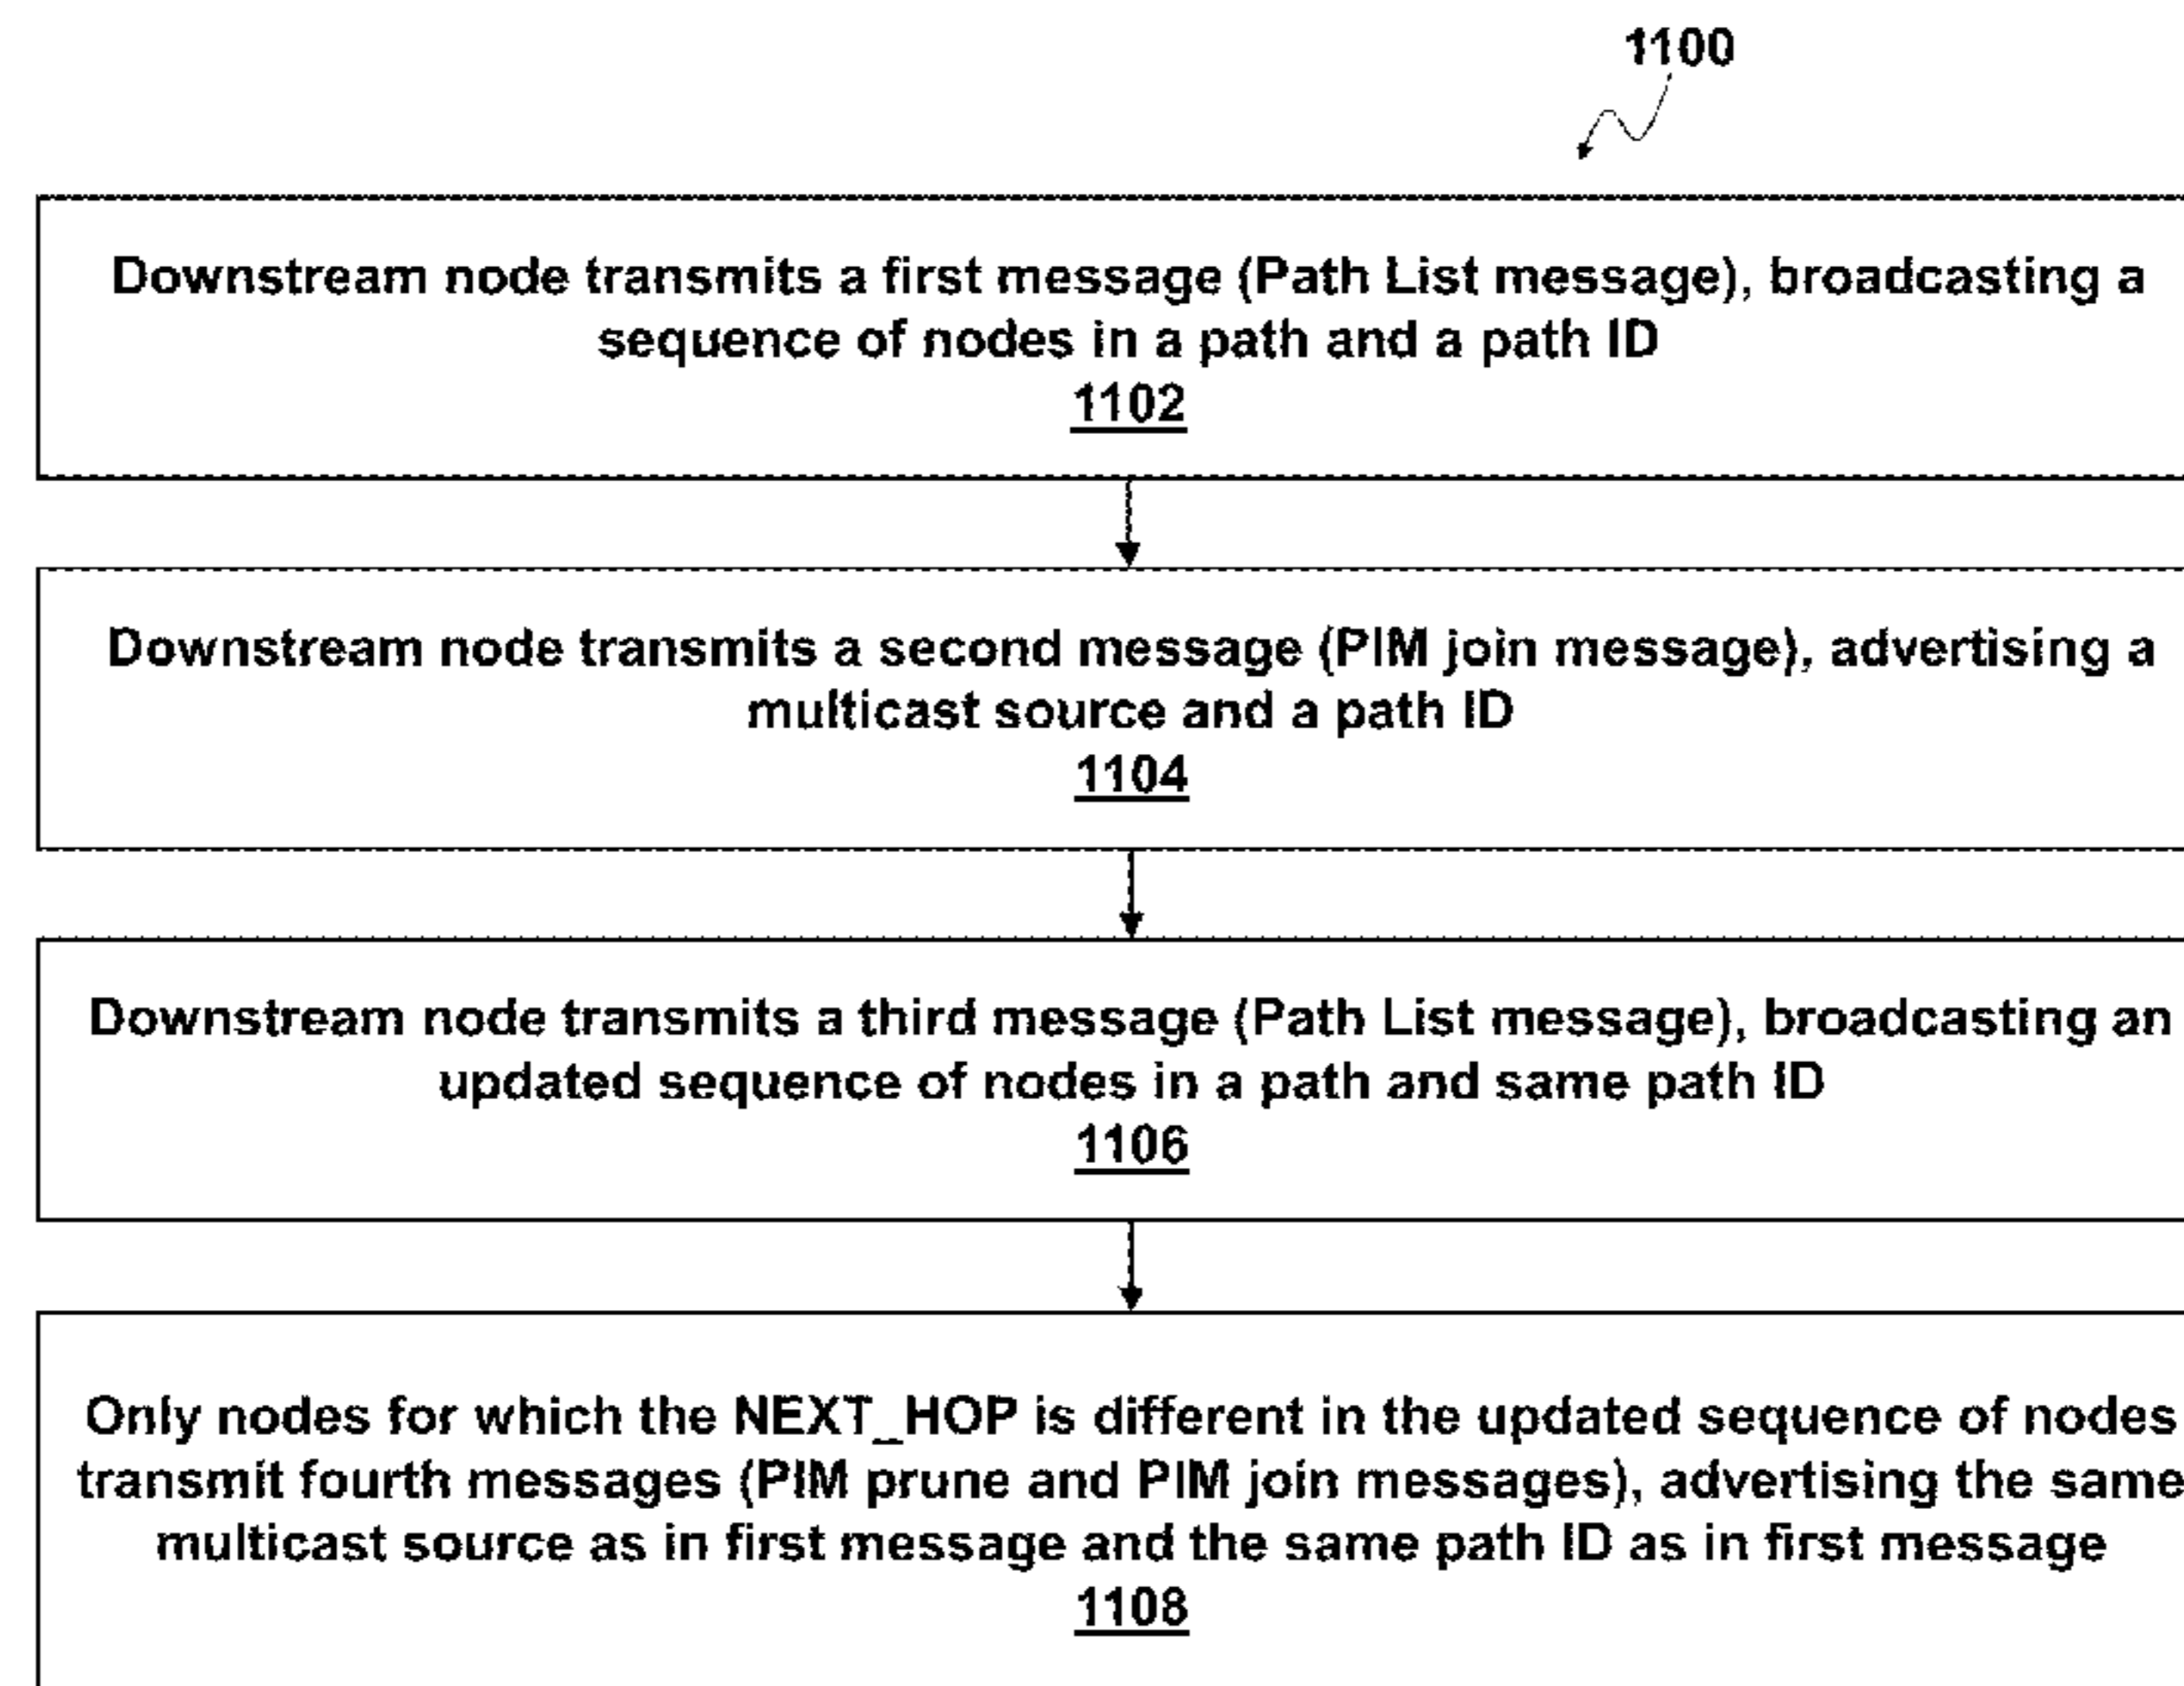 1100
Downstream node transmits a first message (Path List message), broadcasting a
sequence of nodes in a path and a path ID
1102
Downstream node transmits a second message (PIM join message), advertising a
multicast source and a path ID
1104
Downstream node transmits a third message (Path List message), broadcasting an
updated sequence of nodes in a path and same path ID
1106
Only nodes for which the NEXT_HOP is different in the updated sequence of nodes
transmit fourth messages (PIM prune and PIM join messages), advertising the same
multicast source as in first message and the same path ID as in first message
1108